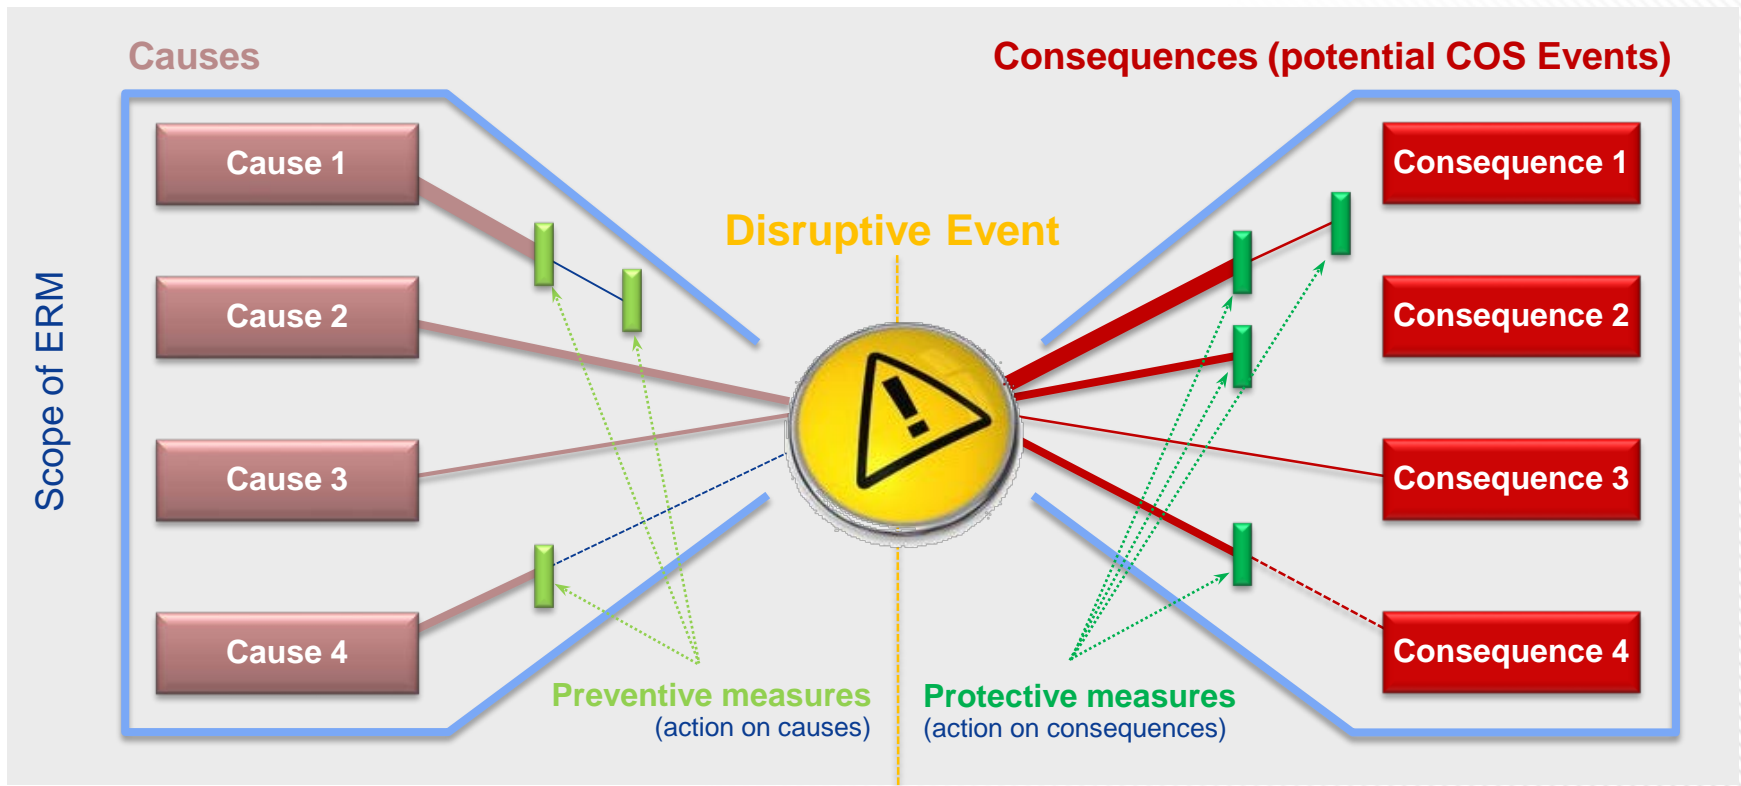 Causes
Consequences (potential COS Events)
Cause 1
Consequence 1
Disruptive Event
Scope of ERM
Cause 2
Consequence 2
Cause 3
Consequence 3
Cause 4
Consequence 4
Preventive measures
(action on causes)
Protective measures
(action on consequences)